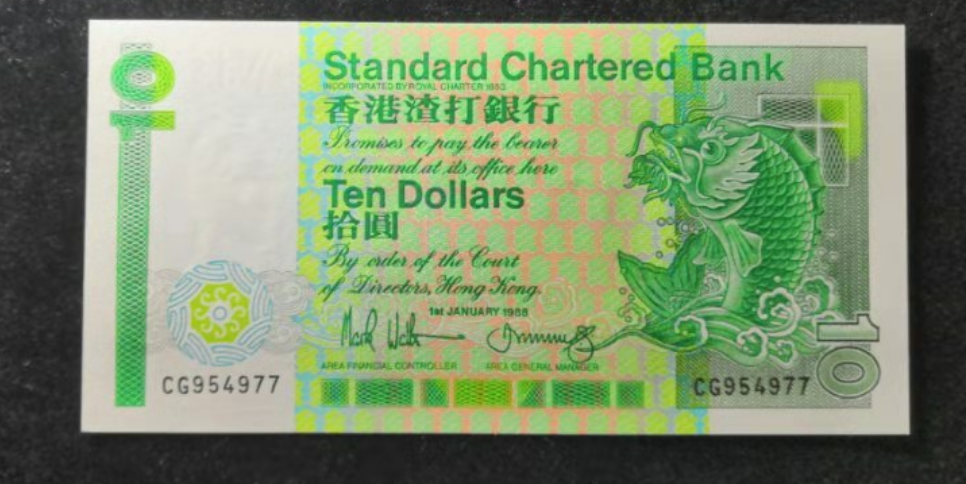 10
Standard Chartered Bank
INCORPORATED BY ROYAL CHARTER 1853
香港渣打銀行
Promises to pay the bearer
on demand at its office here
Ten Dollars
拾圓
By order of the Court
of Directors, Hong Kong.
1st JANUARY 1988
AREA FINANCIAL CONTROLLER AREA GENERAL MANAGER
CG954977 CG954977
10